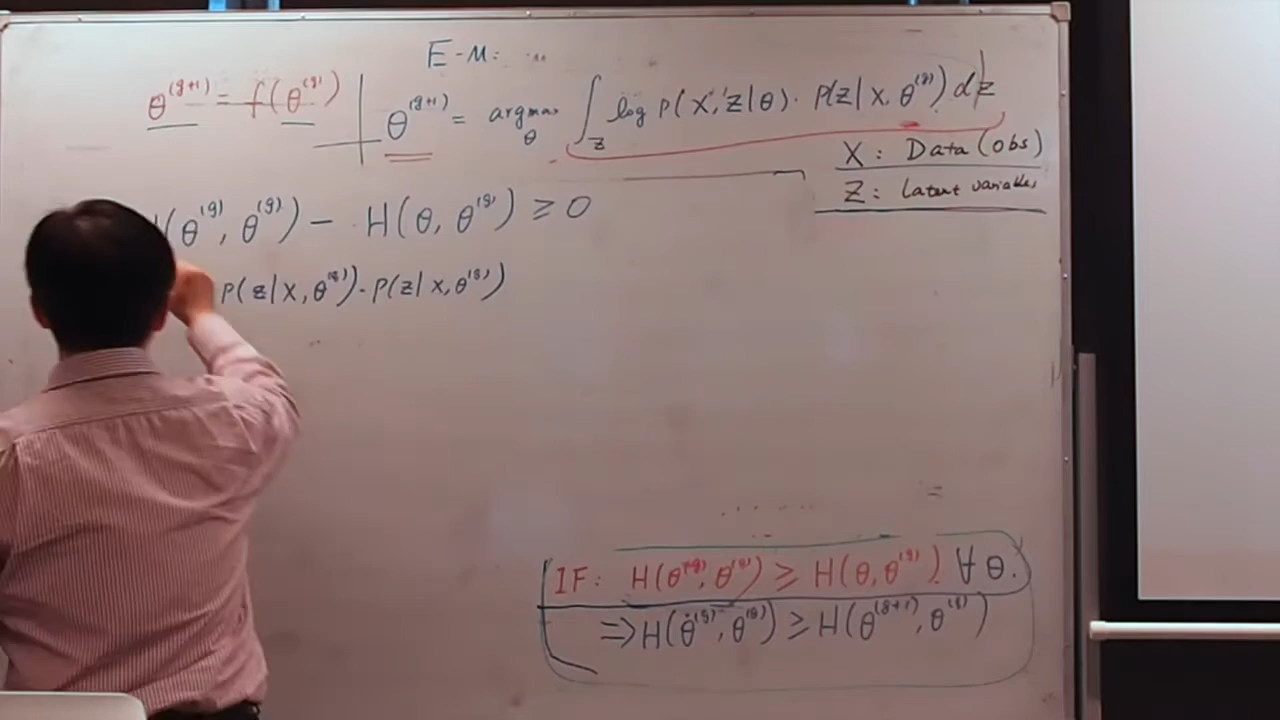 E-M: ...
θ^(g+1) = f(θ^(g)) θ^(g+1) = argmax_θ ∫_Z log P(X, Z|θ) · P(z|X, θ^(g)) dz
X: Data (obs)
Z: Latent variables
(θ^(g), θ^(g)) - H(θ, θ^(g)) ≥ 0
P(z|X, θ^(g)) · P(z|X, θ^(g))
=
.......
IF: H(θ^(g), θ^(g)) ≥ H(θ, θ^(g)) ∀ θ.
⇒ H(θ^(g), θ^(g)) ≥ H(θ^(g+1), θ^(g))